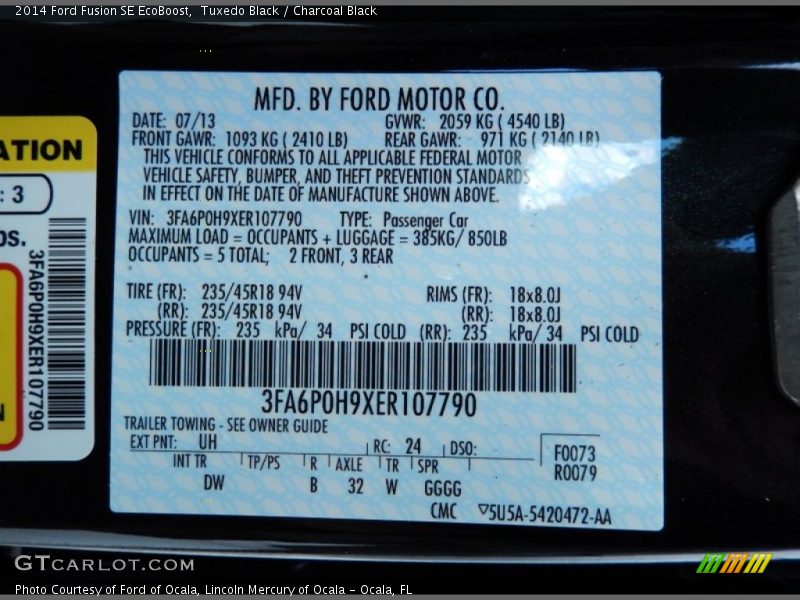 2014 Ford Fusion SE EcoBoost,  Tuxedo Black / Charcoal Black
MFD. BY FORD MOTOR CO.
DATE: 07/13 GVWR: 2059 KG ( 4540 LB)
FRONT GAWR: 1093 KG ( 2410 LB) REAR GAWR: 971 KG ( 2140 LB)
THIS VEHICLE CONFORMS TO ALL APPLICABLE FEDERAL MOTOR
VEHICLE SAFETY, BUMPER, AND THEFT PREVENTION STANDARDS
IN EFFECT ON THE DATE OF MANUFACTURE SHOWN ABOVE.
VIN: 3FA6P0H9XER107790 TYPE: Passenger Car
MAXIMUM LOAD = OCCUPANTS + LUGGAGE = 385KG/ 850LB
OCCUPANTS = 5 TOTAL; 2 FRONT, 3 REAR
TIRE (FR): 235/45R18 94V RIMS (FR): 18x8.0J
(RR): 235/45R18 94V (RR): 18x8.0J
PRESSURE (FR): 235 kPa/ 34 PSI COLD (RR): 235 kPa/ 34 PSI COLD
3FA6P0H9XER107790
TRAILER TOWING - SEE OWNER GUIDE
EXT PNT: UH RC: 24 DSO:
F0073
R0079
INT TR TP/PS R AXLE TR SPR
DW B 32 W GGGG
CMC ▽5U5A-5420472-AA
ATION
: 3
DS.
3FA6P0H9XER107790
N
GTCARLOT.COM
Photo Courtesy of Ford of Ocala, Lincoln Mercury of Ocala – Ocala, FL